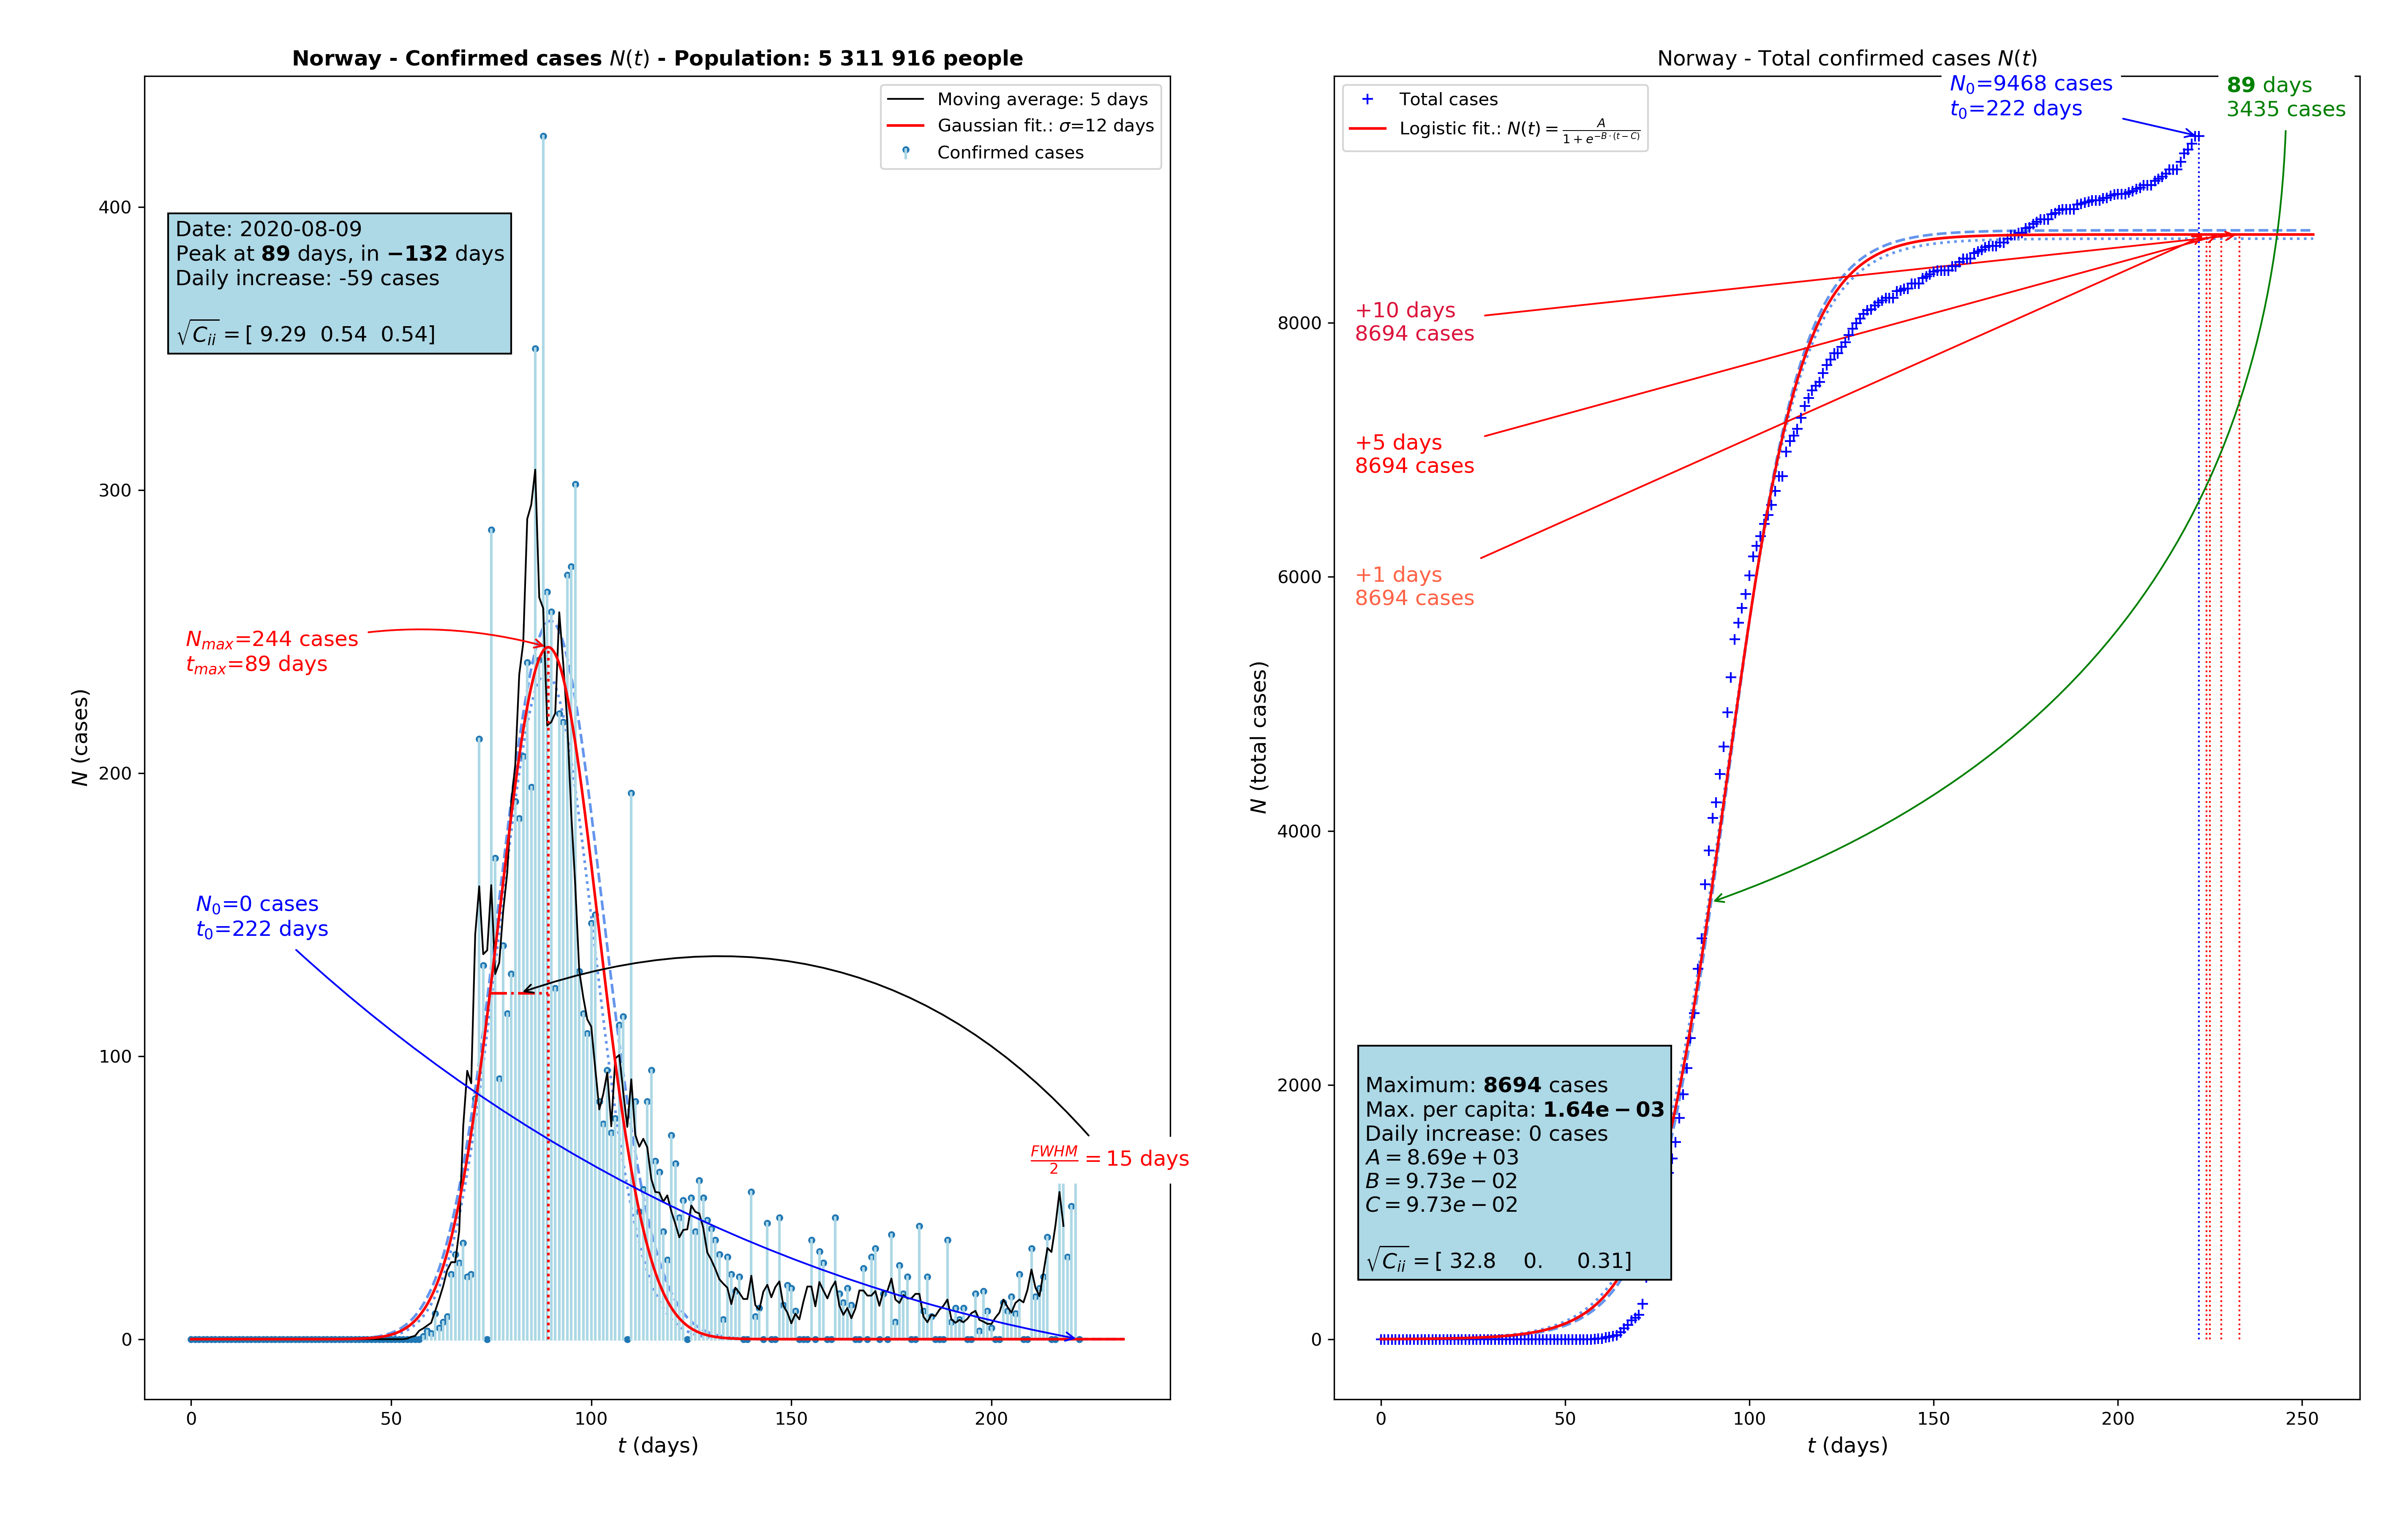 Norway - Confirmed cases N(t) - Population: 5 311 916 people
Moving average: 5 days
Gaussian fit.: σ=12 days
Confirmed cases
Date: 2020-08-09
Peak at 89 days, in −132 days
Daily increase: -59 cases
√C_ii = [ 9.29 0.54 0.54]
N_max=244 cases
t_max=89 days
N_0=0 cases
t_0=222 days
FWHM/2 = 15 days
N (cases)
400
300
200
100
0
0 50 100 150 200
t (days)
Norway - Total confirmed cases N(t)
Total cases
Logistic fit.: N(t) = A/(1+e^{−B·(t−C)})
N_0=9468 cases
t_0=222 days
89 days
3435 cases
+10 days
8694 cases
+5 days
8694 cases
+1 days
8694 cases
Maximum: 8694 cases
Max. per capita: 1.64e − 03
Daily increase: 0 cases
A = 8.69e + 03
B = 9.73e − 02
C = 9.73e − 02
√C_ii = [ 32.8 0. 0.31]
N (total cases)
8000
6000
4000
2000
0
0 50 100 150 200 250
t (days)